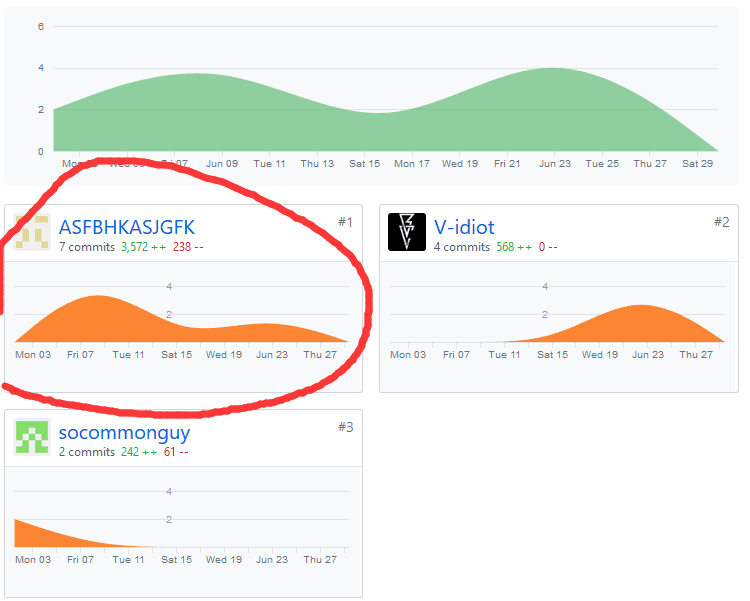 6
4
2
0
Mon Wed Fri 07 Jun 09 Tue 11 Thu 13 Sat 15 Mon 17 Wed 19 Fri 21 Jun 23 Tue 25 Thu 27 Sat 29
ASFBHKASJGFK #1
7 commits 3,572 ++ 238 --
4
2
Mon 03 Fri 07 Tue 11 Sat 15 Wed 19 Jun 23 Thu 27
V-idiot #2
4 commits 568 ++ 0 --
4
2
Mon 03 Fri 07 Tue 11 Sat 15 Wed 19 Jun 23 Thu 27
socommonguy #3
2 commits 242 ++ 61 --
4
2
Mon 03 Fri 07 Tue 11 Sat 15 Wed 19 Jun 23 Thu 27